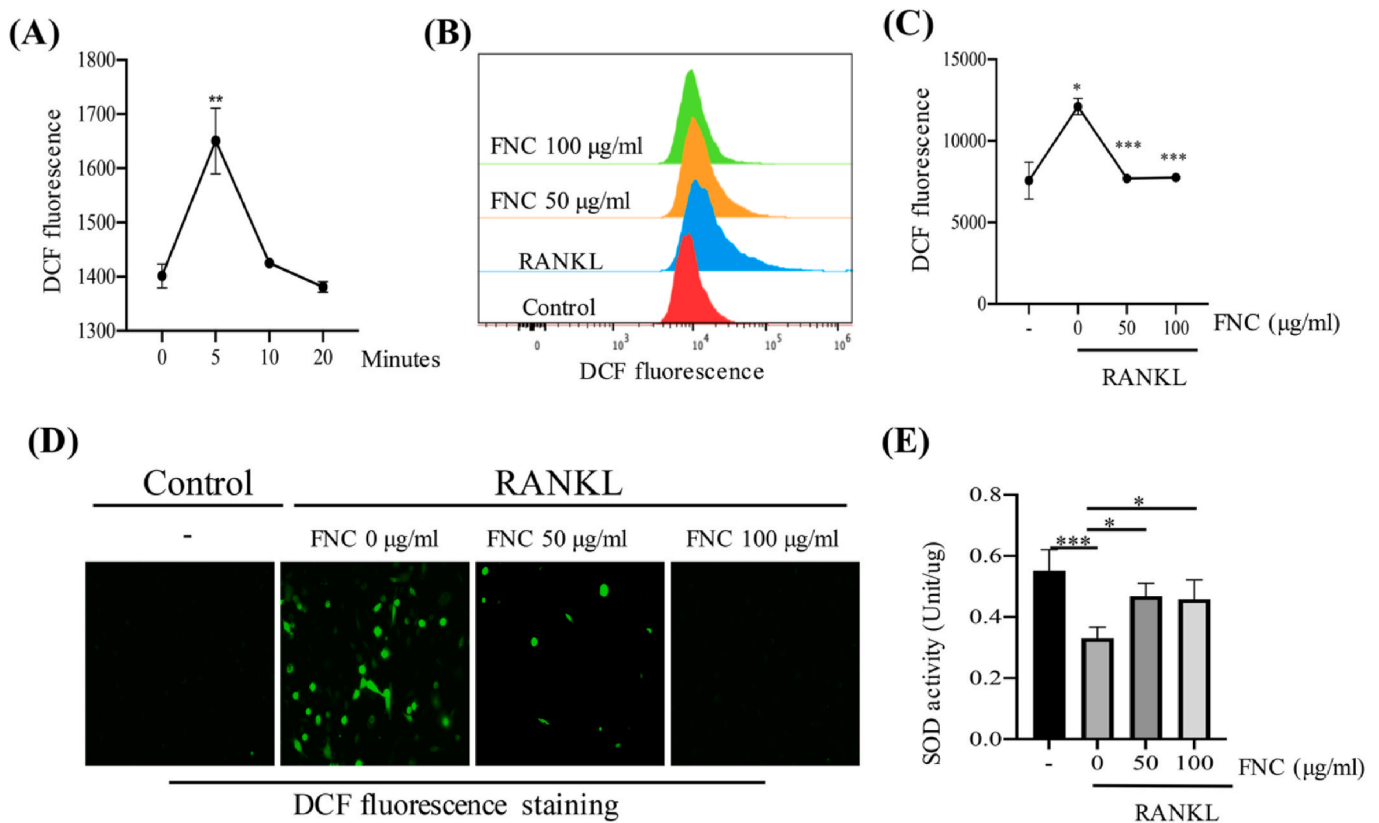 (A)
1800
1700
1600
1500
1400
1300
DCF fluorescence
**
0 5 10 20 Minutes
(B)
FNC 100 μg/ml
FNC 50 μg/ml
RANKL
Control
0 10³ 10⁴ 10⁵ 10⁶
DCF fluorescence
(C)
15000
10000
5000
0
DCF fluorescence
*
*** ***
- 0 50 100 FNC (μg/ml)
RANKL
(D)
Control RANKL
- FNC 0 μg/ml FNC 50 μg/ml FNC 100 μg/ml
DCF fluorescence staining
(E)
0.8
0.6
0.4
0.2
0.0
SOD activity (Unit/ug)
*
*
***
- 0 50 100 FNC (μg/ml)
RANKL